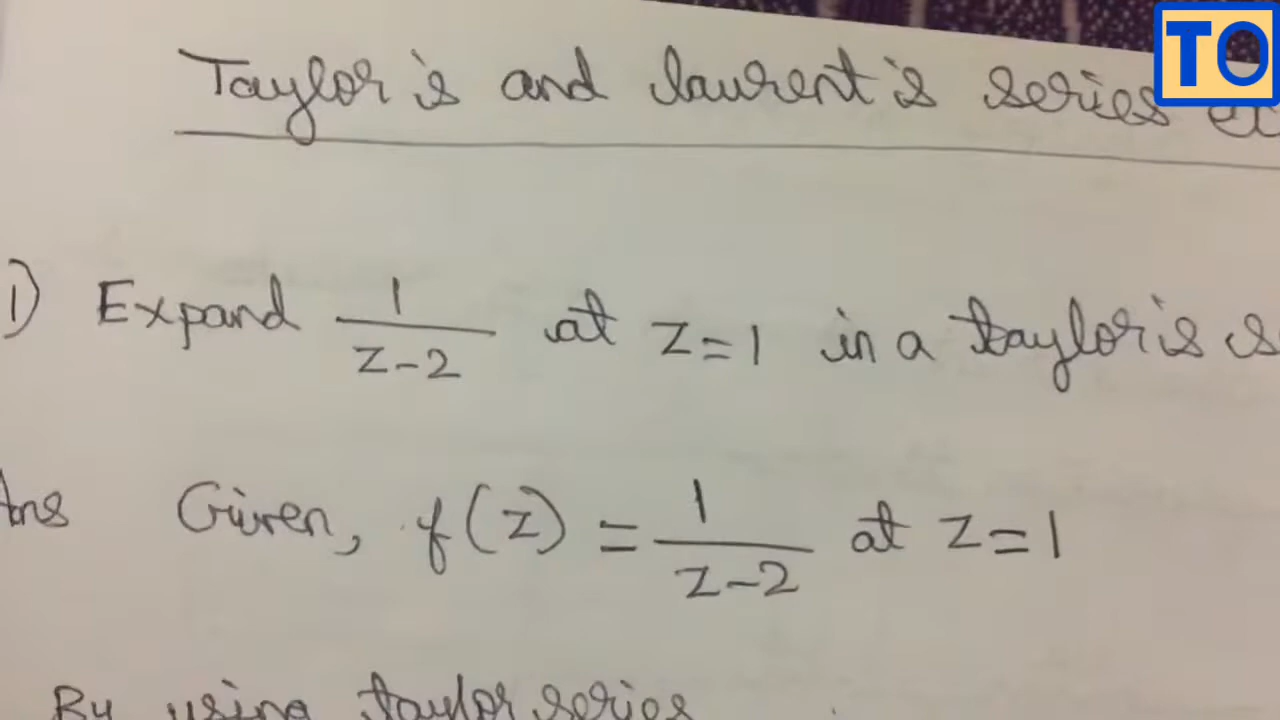 TO
Taylor's and laurent's series
1) Expand 1/(z-2) at z=1 in a taylor's
Ans Given, f(z) = 1/(z-2) at z=1
By using taylor series